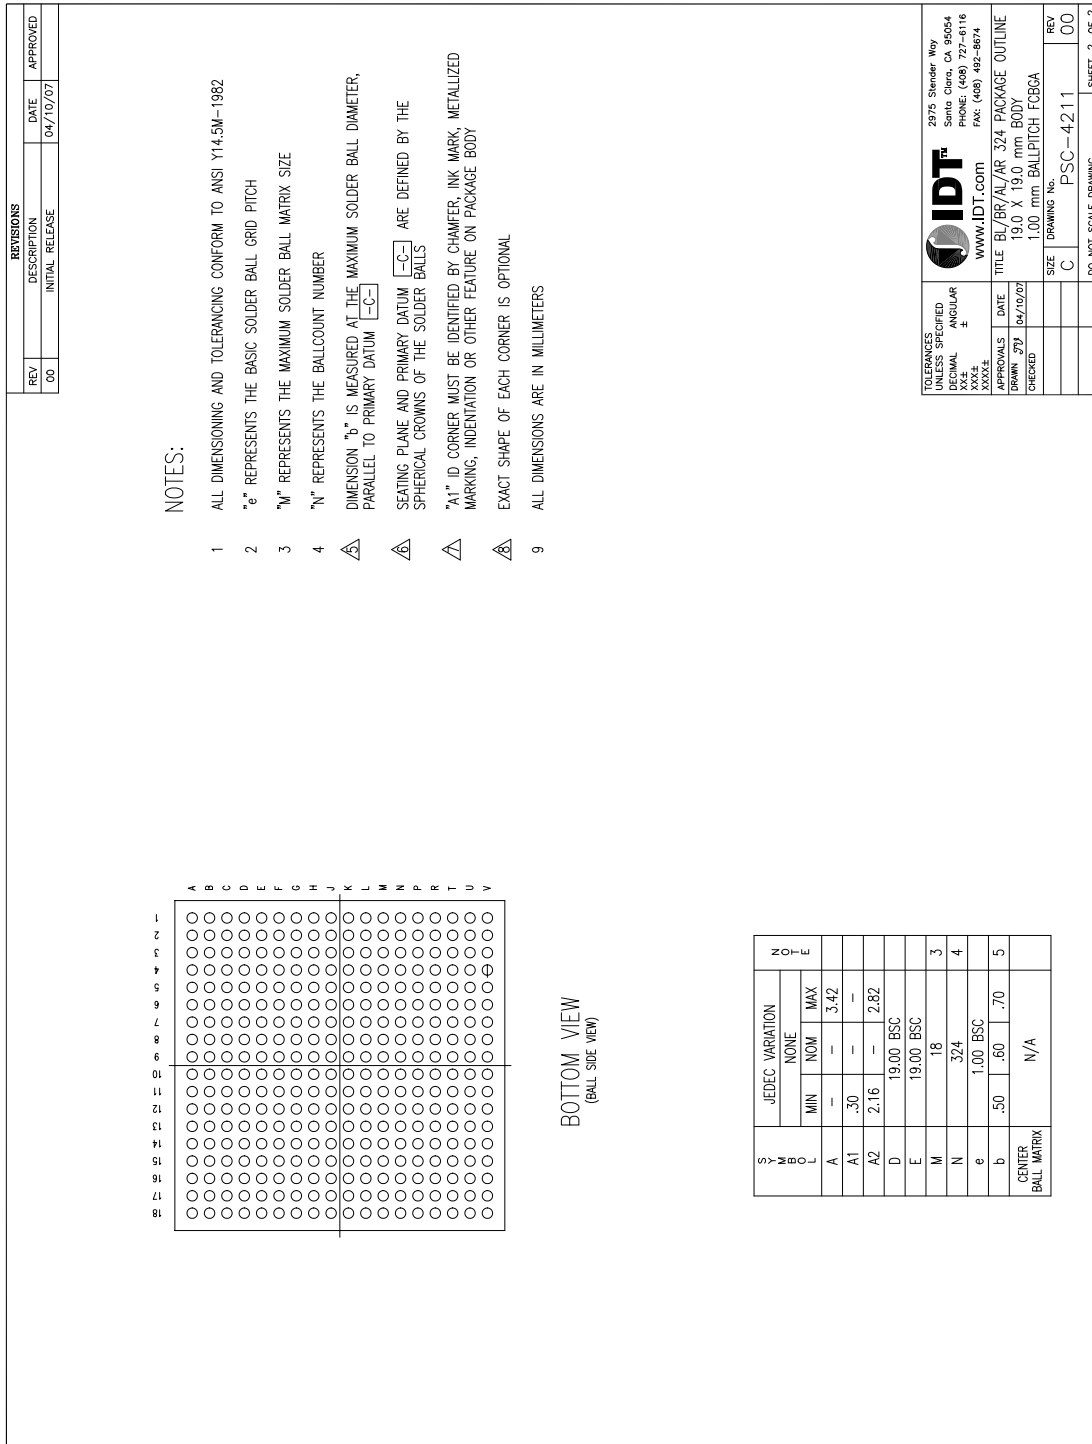 REVISIONS
REV DESCRIPTION DATE APPROVED
00 INITIAL RELEASE 04/10/07
NOTES:
1 ALL DIMENSIONING AND TOLERANCING CONFORM TO ANSI Y14.5M-1982
2 "e" REPRESENTS THE BASIC SOLDER BALL GRID PITCH
3 "M" REPRESENTS THE MAXIMUM SOLDER BALL MATRIX SIZE
4 "N" REPRESENTS THE BALLCOUNT NUMBER
5 DIMENSION "b" IS MEASURED AT THE MAXIMUM SOLDER BALL DIAMETER,
PARALLEL TO PRIMARY DATUM -C-
6 SEATING PLANE AND PRIMARY DATUM -C- ARE DEFINED BY THE
SPHERICAL CROWNS OF THE SOLDER BALLS
7 "A1" ID CORNER MUST BE IDENTIFIED BY CHAMFER, INK MARK, METALLIZED
MARKING, INDENTATION OR OTHER FEATURE ON PACKAGE BODY
8 EXACT SHAPE OF EACH CORNER IS OPTIONAL
9 ALL DIMENSIONS ARE IN MILLIMETERS
18 17 16 15 14 13 12 11 10 9 8 7 6 5 4 3 2 1
A
B
C
D
E
F
G
H
J
K
L
M
N
P
R
T
U
V
BOTTOM VIEW
(BALL SIDE VIEW)
SYMBOL JEDEC VARIATION NOTE
NONE
MIN NOM MAX
A - - 3.42
A1 .30 - -
A2 2.16 - 2.82
D 19.00 BSC
E 19.00 BSC
M 18 3
N 324 4
e 1.00 BSC
b .50 .60 .70 5
CENTER
BALL MATRIX N/A
TOLERANCES
UNLESS SPECIFIED
DECIMAL ANGULAR
XX± ±
XXX±
XXXX±
APPROVALS DATE
DRAWN 04/10/07
CHECKED
IDT™
www.IDT.com
2975 Stender Way
Santa Clara, CA 95054
PHONE: (408) 727-6116
FAX: (408) 492-8674
TITLE BL/BR/AL/AR 324 PACKAGE OUTLINE
19.0 X 19.0 mm BODY
1.00 mm BALLPITCH FCBGA
SIZE DRAWING No. REV
C PSC-4211 00
DO NOT SCALE DRAWING SHEET 2 OF 2